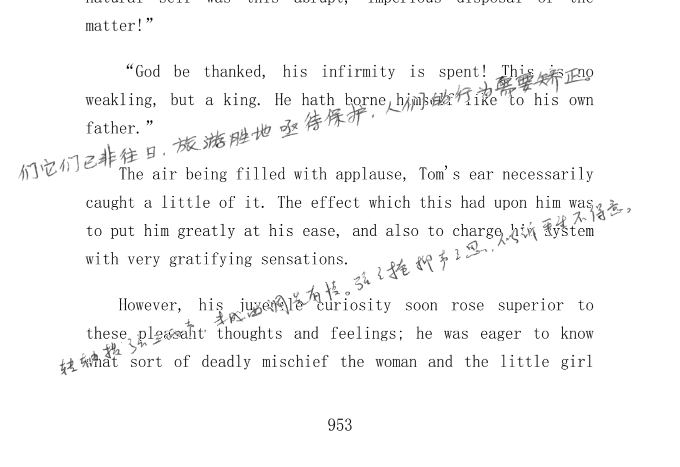 natural self was this abrupt, imperious disposal of the
matter!”
“God be thanked, his infirmity is spent! This is no
weakling, but a king. He hath borne himself like to his own
father.”
们它们已非往日，旅游胜地亟待保护，人们的行为需要矫正。
The air being filled with applause, Tom's ear necessarily
caught a little of it. The effect which this had upon him was
to put him greatly at his ease, and also to charge his system
with very gratifying sensations.
However, his juvenile curiosity soon rose superior to
these pleasant thoughts and feelings; he was eager to know
what sort of deadly mischief the woman and the little girl
953